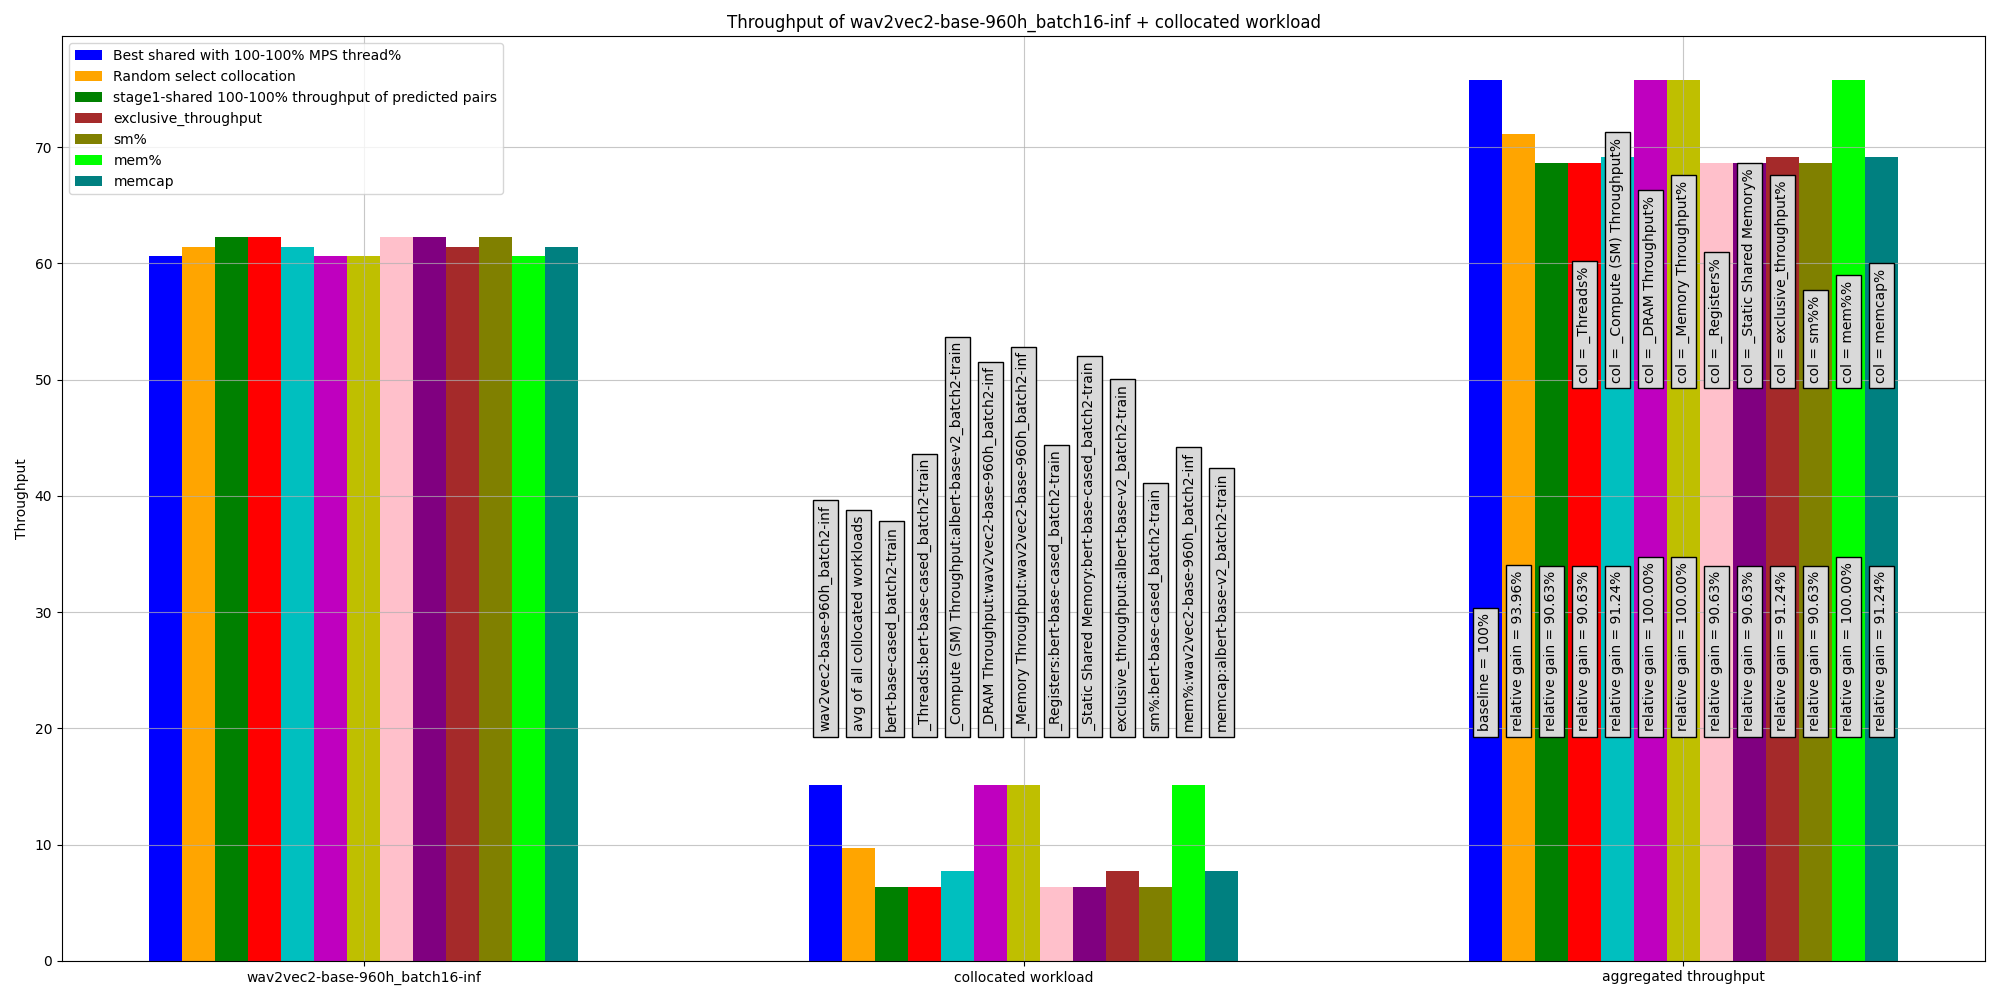 Throughput of wav2vec2-base-960h_batch16-inf + collocated workload
Best shared with 100-100% MPS thread%
Random select collocation
stage1-shared 100-100% throughput of predicted pairs
exclusive_throughput
sm%
mem%
memcap
Throughput
70
60
50
40
30
20
10
0
wav2vec2-base-960h_batch2-inf
avg of all collocated workloads
bert-base-cased_batch2-train
_Threads:bert-base-cased_batch2-train
_Compute (SM) Throughput:albert-base-v2_batch2-train
_DRAM Throughput:wav2vec2-base-960h_batch2-inf
_Memory Throughput:wav2vec2-base-960h_batch2-inf
_Registers:bert-base-cased_batch2-train
_Static Shared Memory:bert-base-cased_batch2-train
exclusive_throughput:albert-base-v2_batch2-train
sm%:bert-base-cased_batch2-train
mem%:wav2vec2-base-960h_batch2-inf
memcap:albert-base-v2_batch2-train
col = _Threads%
col = _Compute (SM) Throughput%
col = _DRAM Throughput%
col = _Memory Throughput%
col = _Registers%
col = _Static Shared Memory%
col = exclusive_throughput%
col = sm%%
col = mem%%
col = memcap%
baseline = 100%
relative gain = 93.96%
relative gain = 90.63%
relative gain = 90.63%
relative gain = 91.24%
relative gain = 100.00%
relative gain = 100.00%
relative gain = 90.63%
relative gain = 90.63%
relative gain = 91.24%
relative gain = 90.63%
relative gain = 100.00%
relative gain = 91.24%
wav2vec2-base-960h_batch16-inf
collocated workload
aggregated throughput